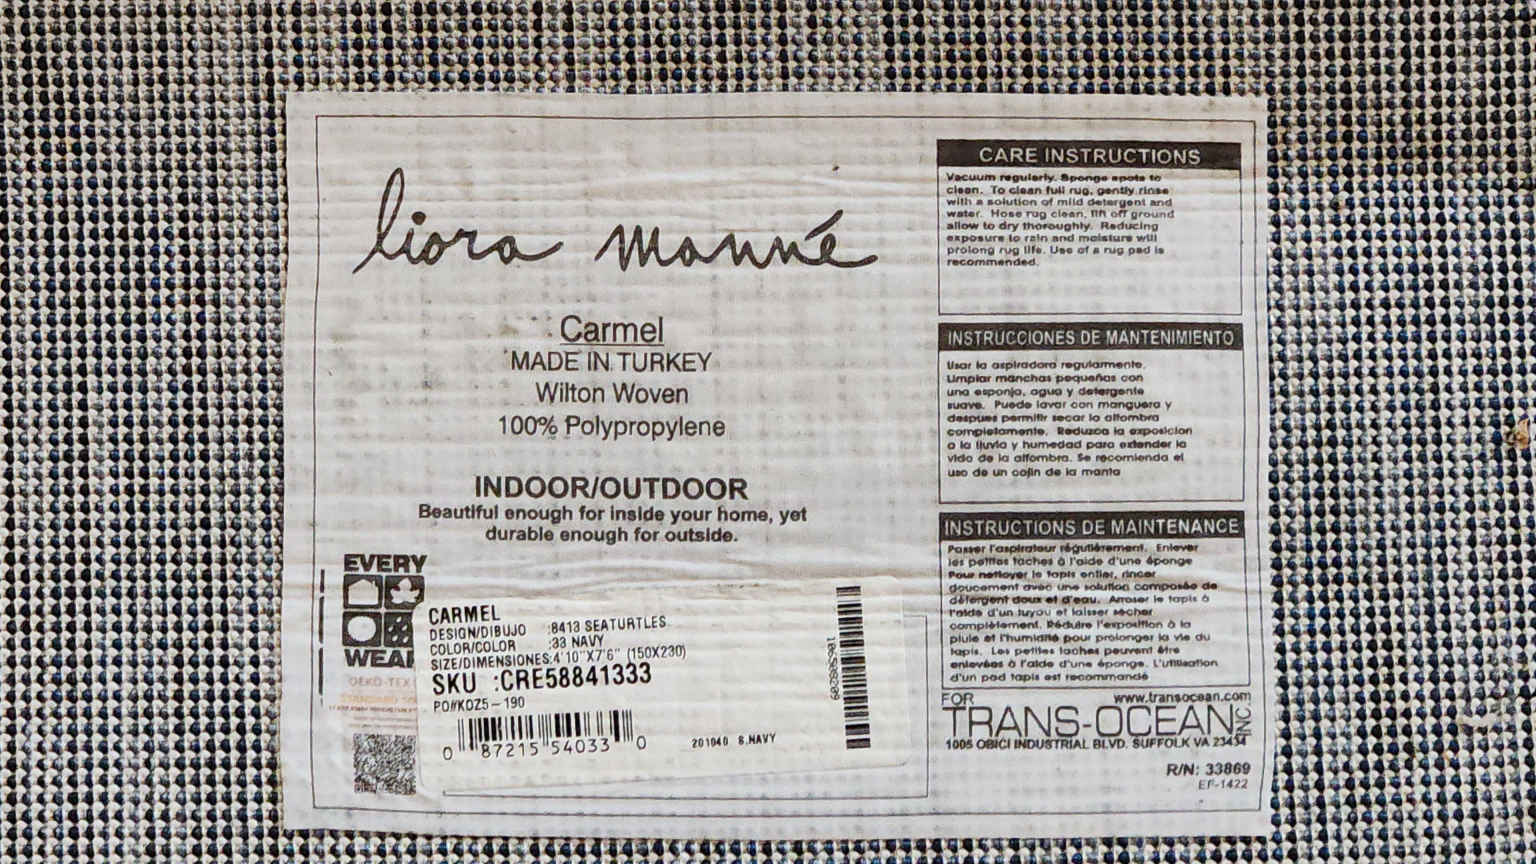 liora manné
Carmel
MADE IN TURKEY
Wilton Woven
100% Polypropylene
INDOOR/OUTDOOR
Beautiful enough for inside your home, yet
durable enough for outside.
EVERY
WEAR
OEKO-TEX
CARMEL
DESIGN/DIBUJO :8413 SEATURTLES
COLOR/COLOR :33 NAVY
SIZE/DIMENSIONES:4'10"X7'6" (150X230)
SKU :CRE58841333
PO#KDZ5-190
0 87215 54033 0
201040 S.NAVY
CARE INSTRUCTIONS
Vacuum regularly. Sponge spots to
clean. To clean full rug, gently rinse
with a solution of mild detergent and
water. Hose rug clean, lift off ground
allow to dry thoroughly. Reducing
exposure to rain and moisture will
prolong rug life. Use of a rug pad is
recommended.
INSTRUCCIONES DE MANTENIMIENTO
Usar la aspiradora regularmente.
Limpiar manchas pequeñas con
una esponja, agua y detergente
suave. Puede lavar con manguera y
despues permitir secar la alfombra
completamente. Reduzca la exposicion
a la lluvia y humedad para extender la
vida de la alfombra. Se recomienda el
uso de un cojin de la manta
INSTRUCTIONS DE MAINTENANCE
Passer l'aspirateur régulièrement. Enlever
les petites taches à l'aide d'une éponge
Pour nettoyer le tapis entier, rincer
doucement avec une solution composée de
détergent doux et d'eau. Arroser le tapis à
l'aide d'un tuyau et laisser sécher
complètement. Réduire l'exposition à la
pluie et l'humidité pour prolonger la vie du
tapis. Les petites taches peuvent être
enlevées à l'aide d'une éponge. L'utilisation
d'un pad tapis est recommandé
FOR www.transocean.com
TRANS-OCEAN INC
1005 OBICI INDUSTRIAL BLVD. SUFFOLK VA 23434
R/N: 33869
EF-1422